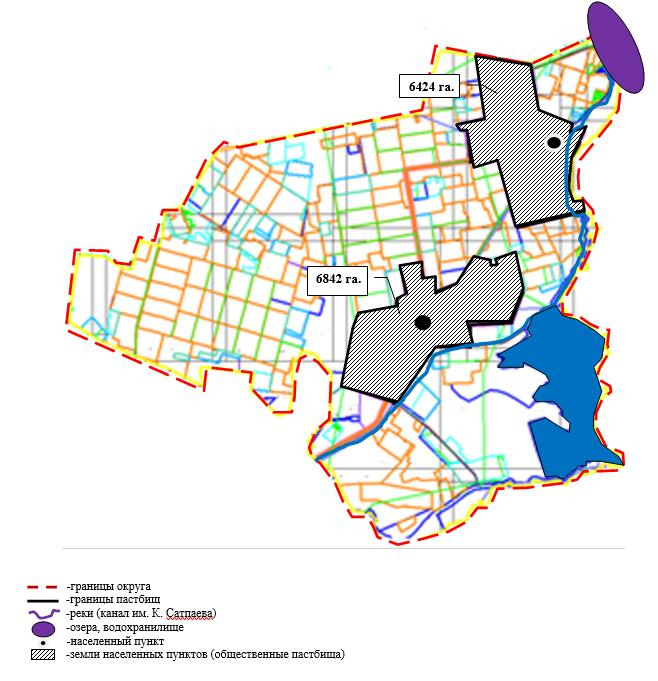 6424 га.
6842 га.
-границы округа
-границы пастбищ
-реки (канал им. К. Сатпаева)
-озера, водохранилище
-населенный пункт
-земли населенных пунктов (общественные пастбища)